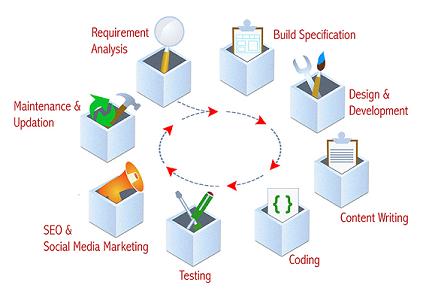 Requirement
Analysis
Build Specification
Design &
Development
Content Writing
Coding
{ }
Testing
SEO &
Social Media Marketing
Maintenance &
Updation